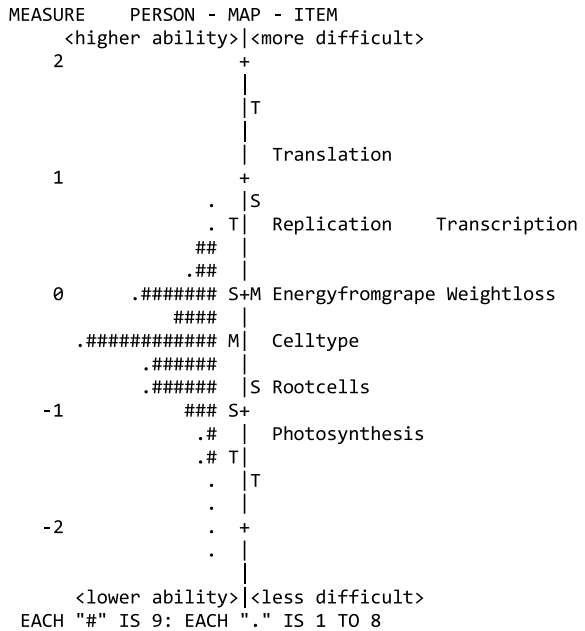 MEASURE    PERSON - MAP - ITEM
     <higher ability>|<more difficult>
    2                +
                     |
                     |T
                     |
                     |  Translation
    1                +
                  .  |S
                  . T|  Replication    Transcription
                 ##  |
                .##  |
    0      .####### S+M Energyfromgrape Weightloss
               ####  |
      .############ M|  Celltype
            .######  |
            .######  |S Rootcells
   -1           ### S+
                 .#  |  Photosynthesis
                 .# T|
                  .  |T
                  .  |
   -2             .  +
                  .  |
                     |
      <lower ability>|<less difficult>
 EACH "#" IS 9: EACH "." IS 1 TO 8